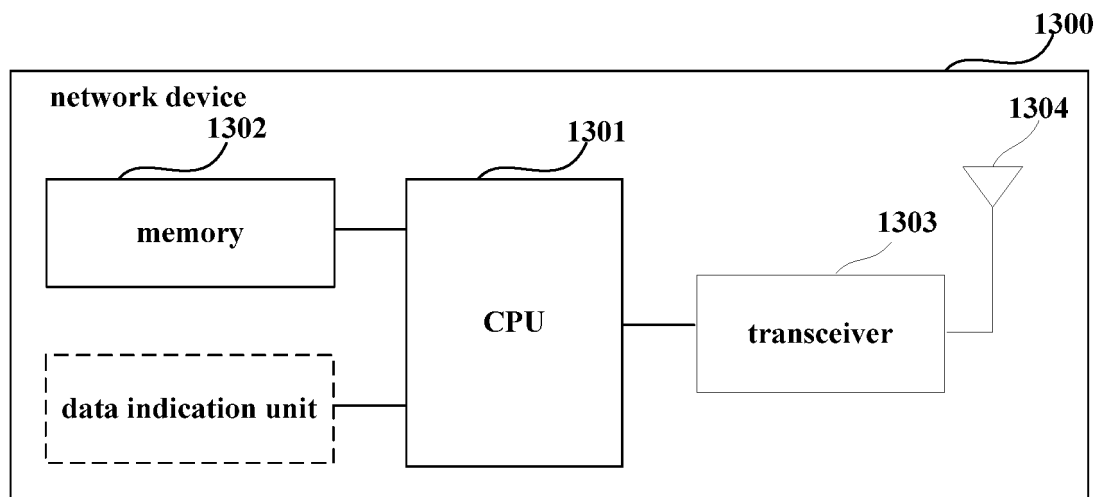 1300
network device
1304
1302
1301
1303
memory
CPU
transceiver
data indication unit